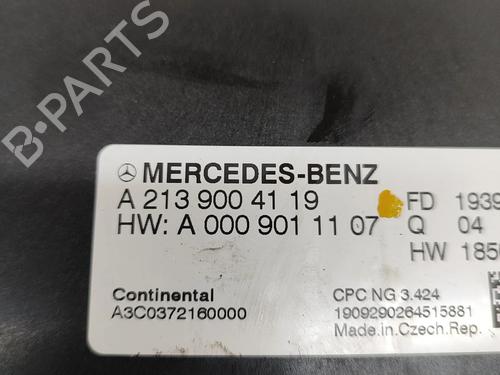 B-PARTS
MERCEDES-BENZ
A 213 900 41 19 FD 1939
HW: A 000 901 11 07 Q 04
HW 1850
Continental CPC NG 3.424
A3C0372160000 1909290264515881
Made.in.Czech.Rep.